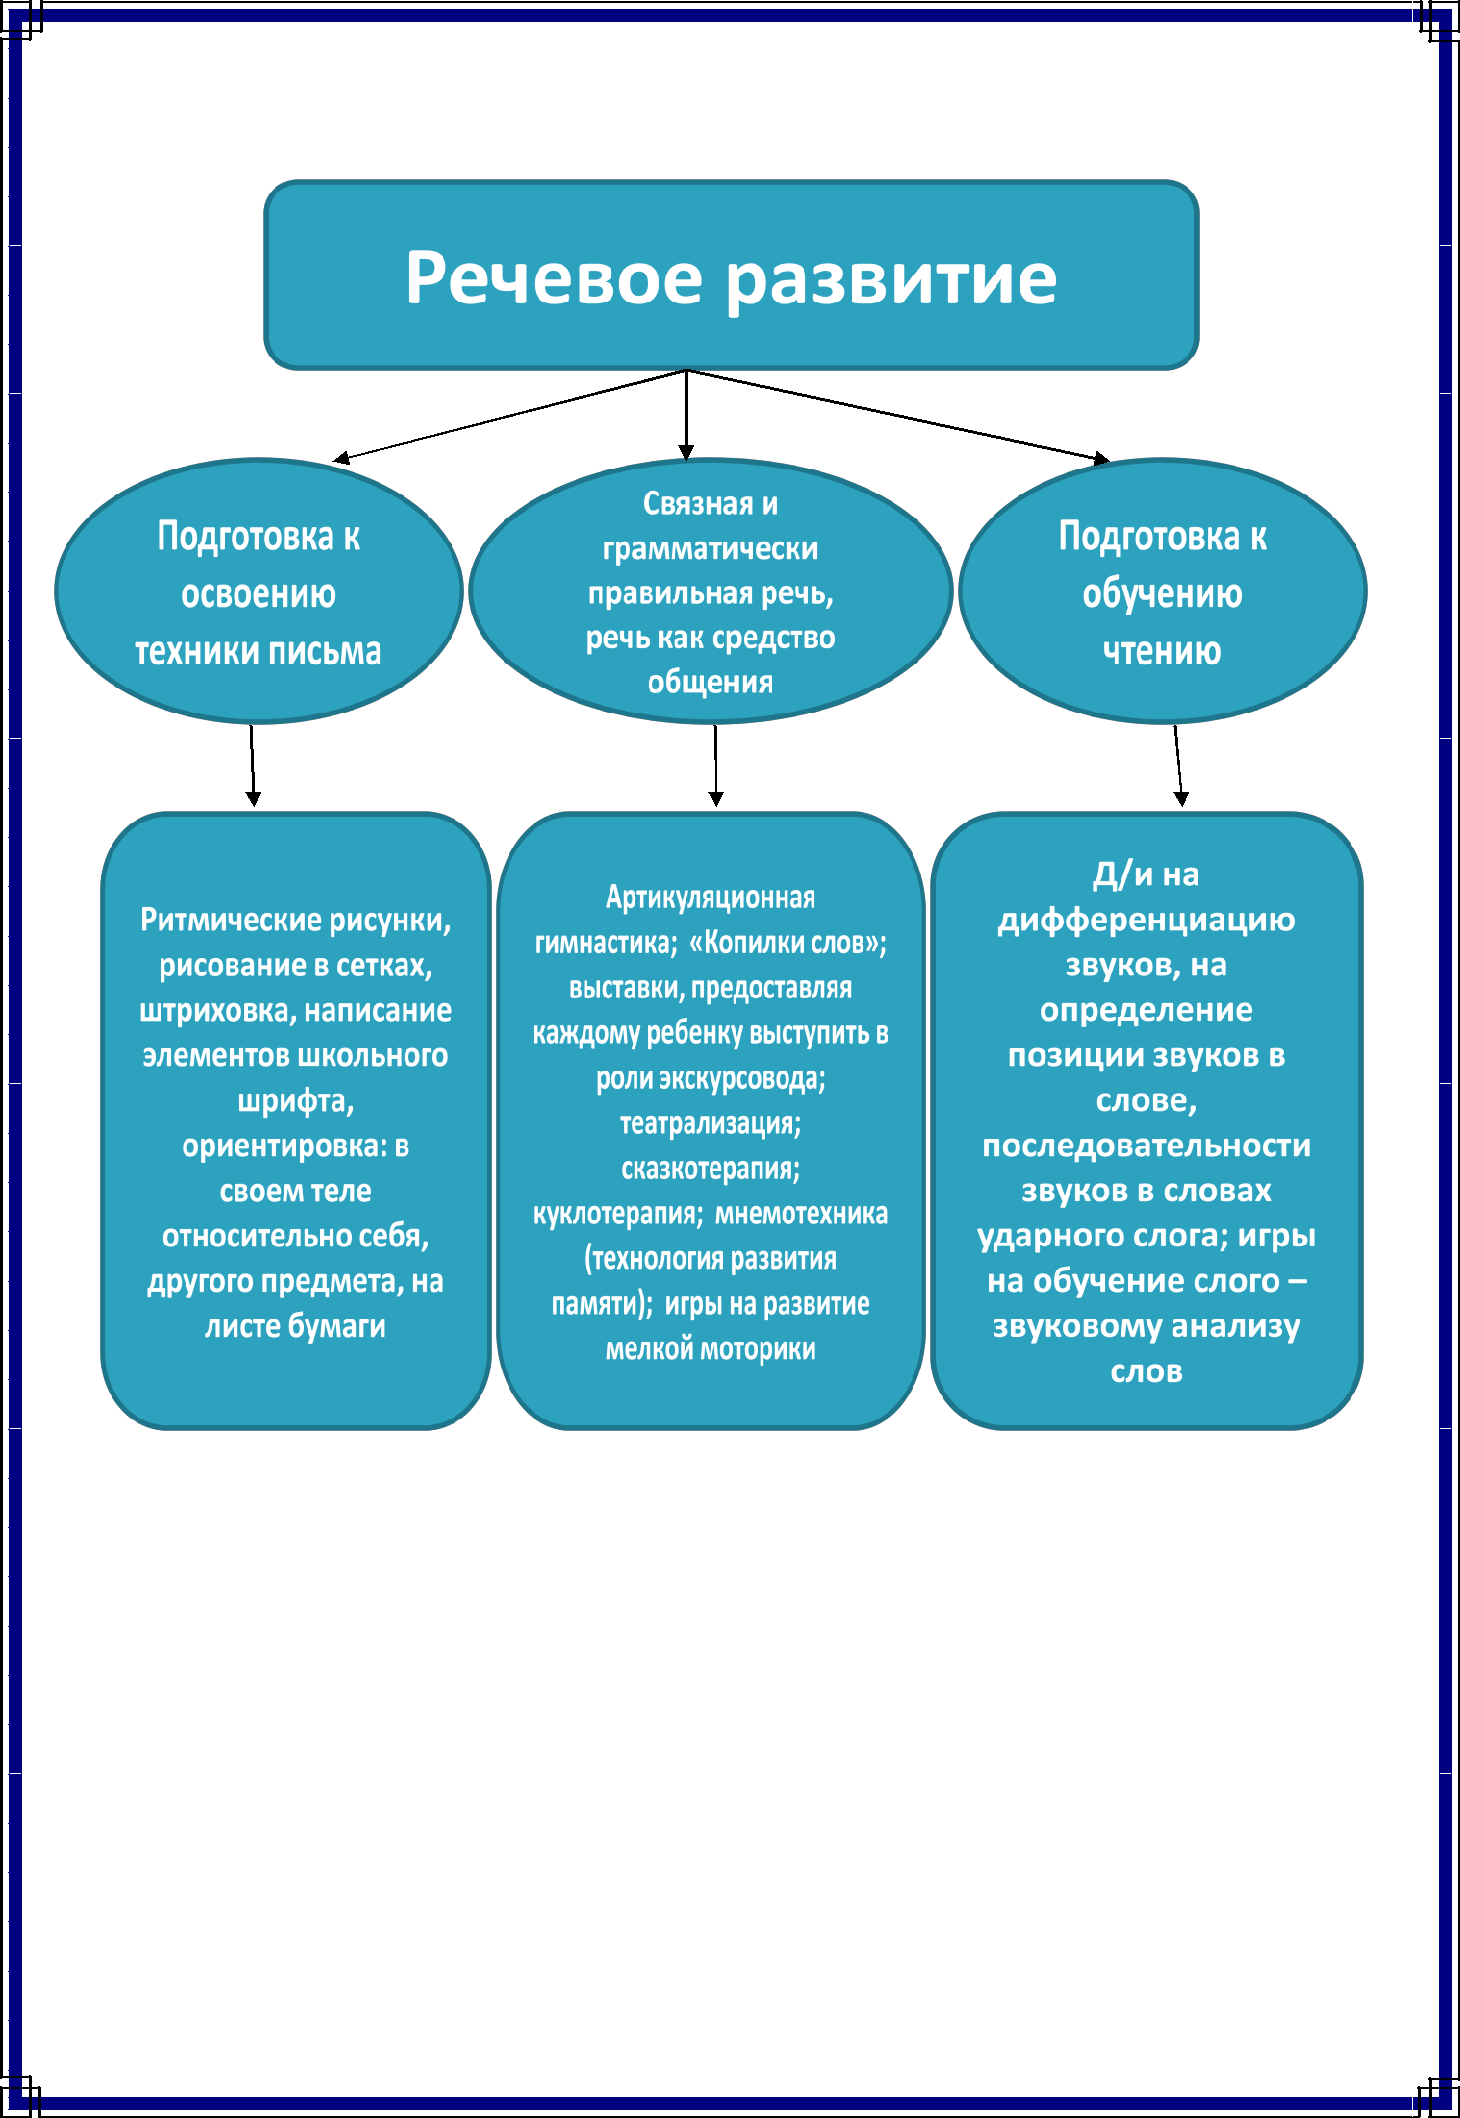 Речевое развитие
Подготовка к
освоению
техники письма
Связная и
грамматически
правильная речь,
речь как средство
общения
Подготовка к
обучению
чтению
Ритмические рисунки,
рисование в сетках,
штриховка, написание
элементов школьного
шрифта,
ориентировка: в
своем теле
относительно себя,
другого предмета, на
листе бумаги
Артикуляционная
гимнастика; «Копилки слов»;
выставки, предоставляя
каждому ребенку выступить в
роли экскурсовода;
театрализация;
сказкотерапия;
куклотерапия; мнемотехника
(технология развития
памяти); игры на развитие
мелкой моторики
Д/и на
дифференциацию
звуков, на
определение
позиции звуков в
слове,
последовательности
звуков в словах
ударного слога; игры
на обучение слого –
звуковому анализу
слов